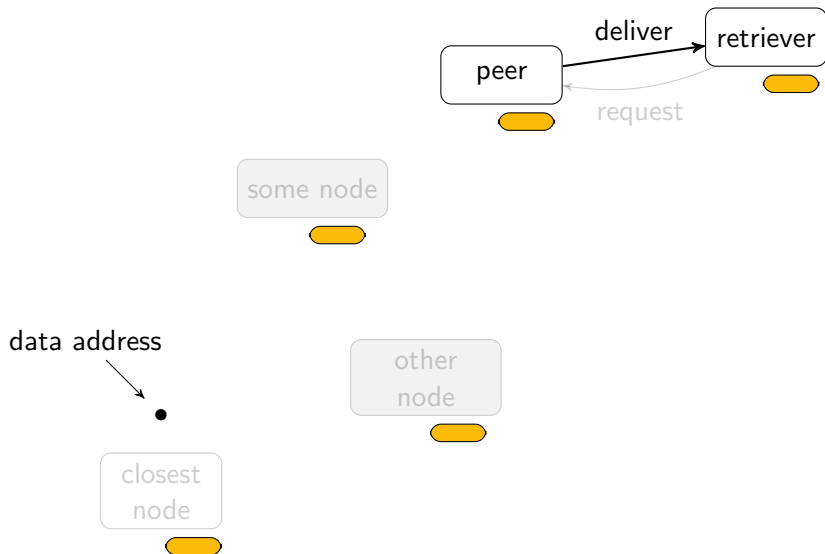 deliver
retriever
peer
request
some node
data address
other
node
closest
node